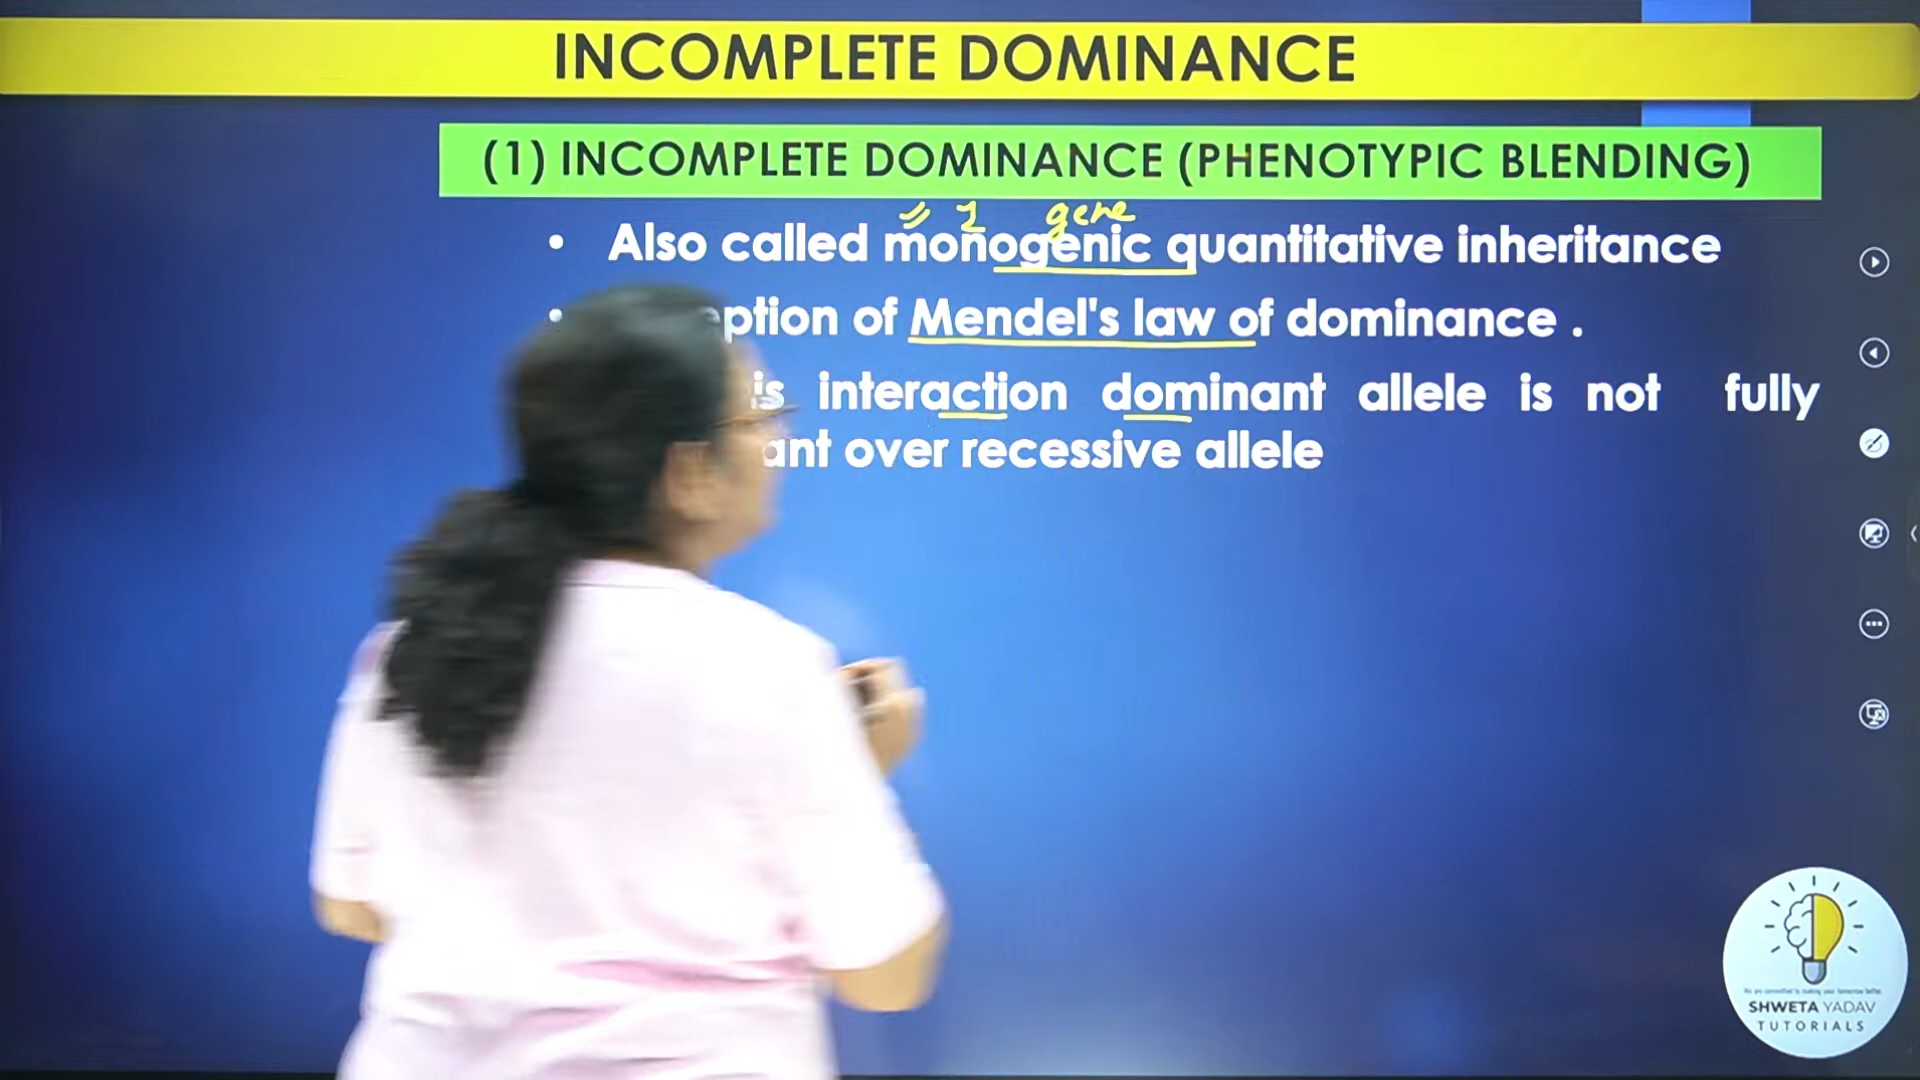 INCOMPLETE DOMINANCE
(1) INCOMPLETE DOMINANCE (PHENOTYPIC BLENDING)
1 gene
• Also called monogenic quantitative inheritance
• ption of Mendel's law of dominance .
is interaction dominant allele is not fully
ant over recessive allele
SHWETA YADAV
TUTORIALS